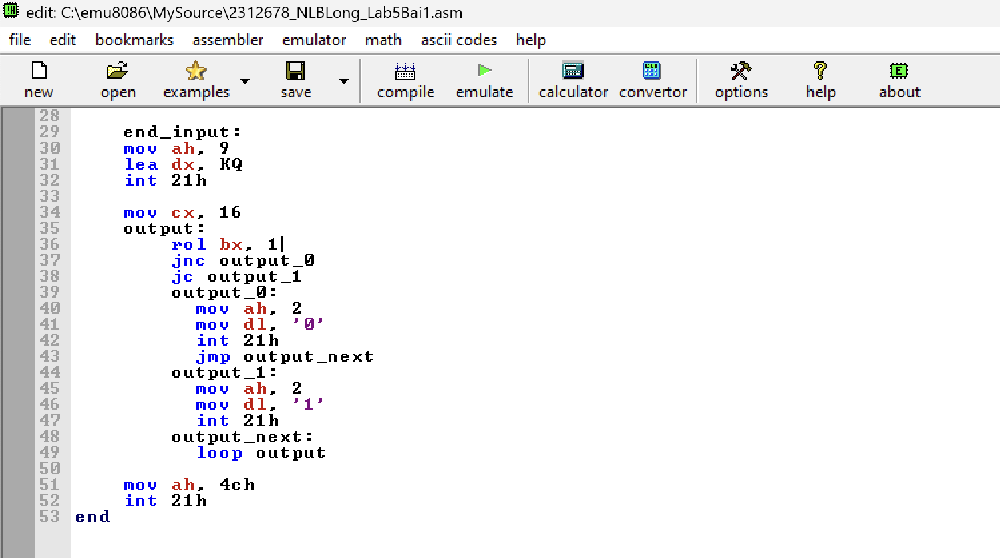 edit: C:\emu8086\MySource\2312678_NLBLong_Lab5Bai1.asm
file edit bookmarks assembler emulator math ascii codes help
new open examples save compile emulate calculator convertor options help about
28
29 end_input:
30 mov ah, 9
31 lea dx, KQ
32 int 21h
33
34 mov cx, 16
35 output:
36 rol bx, 1
37 jnc output_0
38 jc output_1
39 output_0:
40 mov ah, 2
41 mov dl, '0'
42 int 21h
43 jmp output_next
44 output_1:
45 mov ah, 2
46 mov dl, '1'
47 int 21h
48 output_next:
49 loop output
50
51 mov ah, 4ch
52 int 21h
53 end